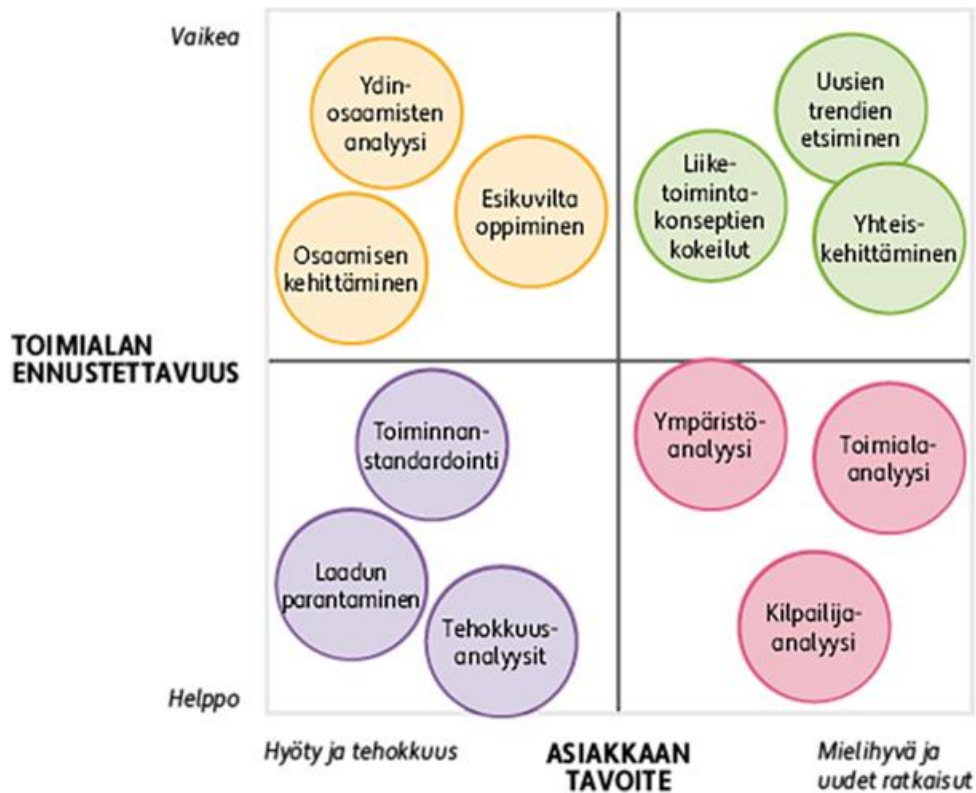 Vaikea
Ydin-
osaamisten
analyysi
Esikuvilta
oppiminen
Osaamisen
kehittäminen
Uusien
trendien
etsiminen
Liike-
toiminta-
konseptien
kokeilut
Yhteis-
kehittäminen
TOIMIALAN
ENNUSTETTAVUUS
Toiminnan-
standardointi
Laadun
parantaminen
Tehokkuus-
analyysit
Ympäristö-
analyysi
Toimiala-
analyysi
Kilpailija-
analyysi
Helppo
Hyöty ja tehokkuus
ASIAKKAAN
TAVOITE
Mielihyvä ja
uudet ratkaisut